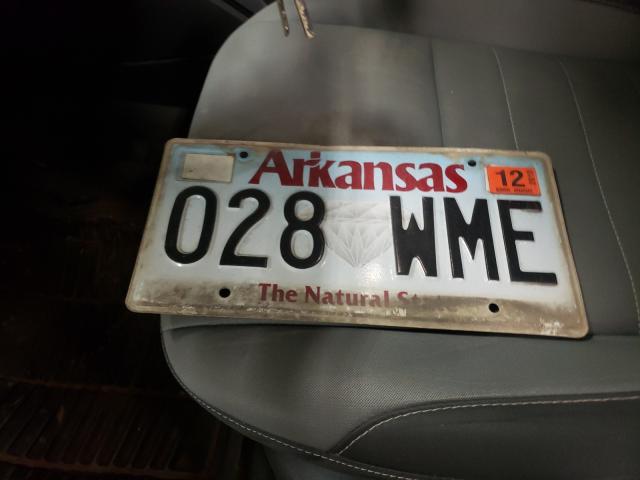 Arkansas
12
028 WME
The Natural